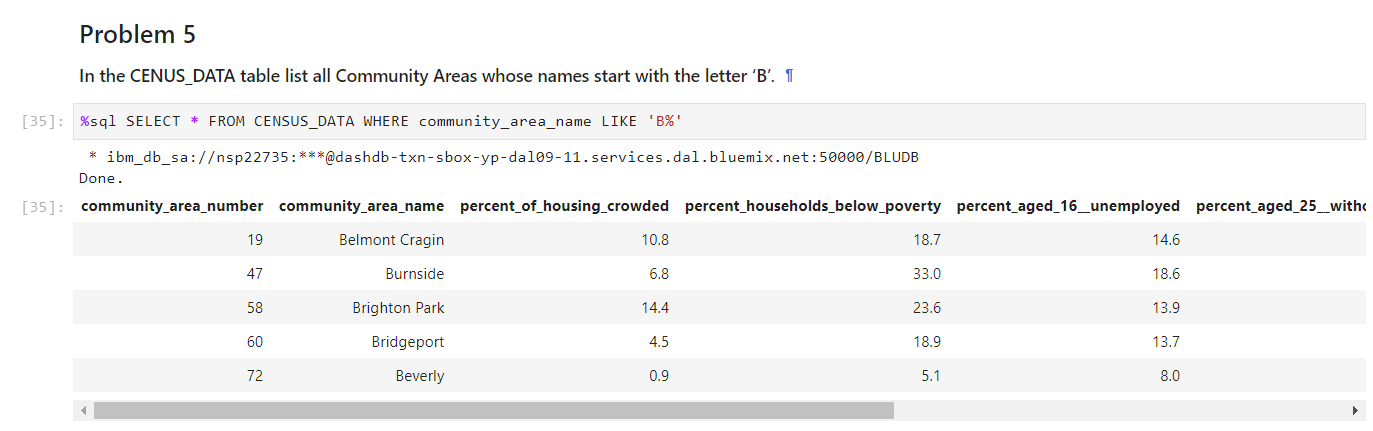 Problem 5
In the CENUS_DATA table list all Community Areas whose names start with the letter ‘B’. ¶
[35]: %sql SELECT * FROM CENSUS_DATA WHERE community_area_name LIKE 'B%'
* ibm_db_sa://nsp22735:***@dashdb-txn-sbox-yp-dal09-11.services.dal.bluemix.net:50000/BLUDB
Done.
[35]: community_area_number community_area_name percent_of_housing_crowded percent_households_below_poverty percent_aged_16__unemployed percent_aged_25__witho
19 Belmont Cragin 10.8 18.7 14.6
47 Burnside 6.8 33.0 18.6
58 Brighton Park 14.4 23.6 13.9
60 Bridgeport 4.5 18.9 13.7
72 Beverly 0.9 5.1 8.0